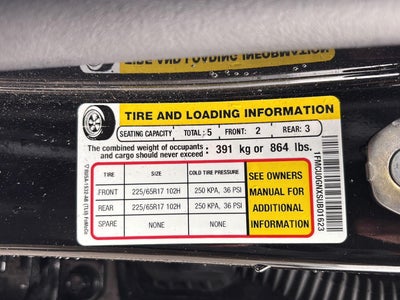 TIRE AND LOADING INFORMATION
SEATING CAPACITY TOTAL: 5 FRONT: 2 REAR: 3
The combined weight of occupants
and cargo should never exceed: 391 kg or 864 lbs.
TIRE SIZE COLD TIRE PRESSURE
FRONT 225/65R17 102H 250 KPA, 36 PSI
REAR 225/65R17 102H 250 KPA, 36 PSI
SPARE NONE NONE
SEE OWNERS
MANUAL FOR
ADDITIONAL
INFORMATION
1FMCU0GNXSUB01623